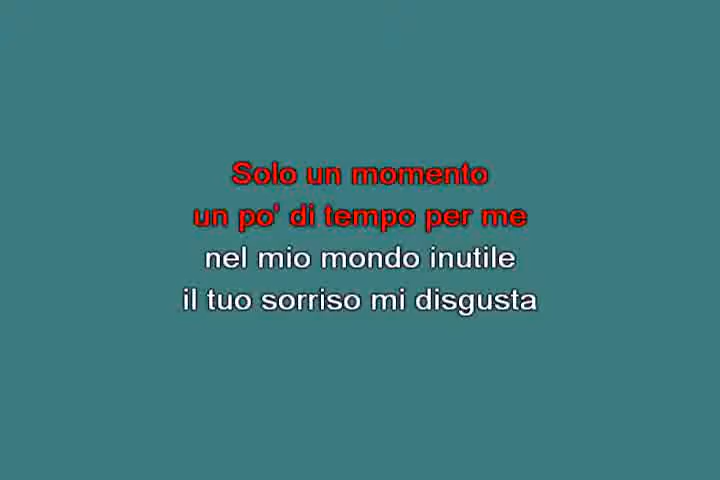 Solo un momento
un po' di tempo per me
nel mio mondo inutile
il tuo sorriso mi disgusta